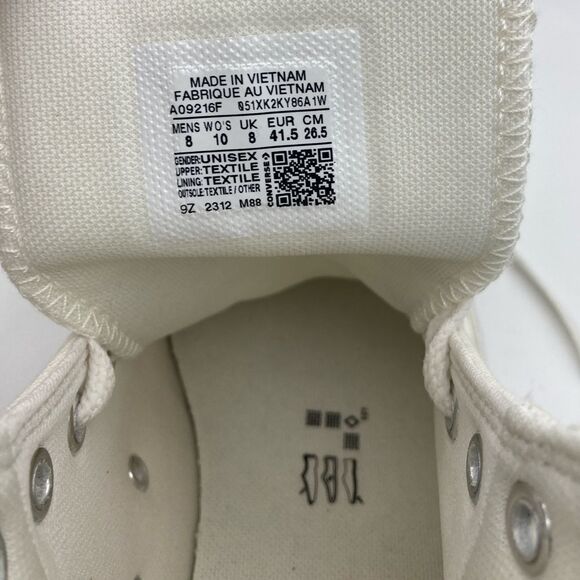 MADE IN VIETNAM
FABRIQUE AU VIETNAM
A09216F 051XK2KY86A1W
MENS WO'S UK EUR CM
8 10 8 41.5 26.5
GENDER:UNISEX
UPPER:TEXTILE
LINING:TEXTILE
OUTSOLE:TEXTILE / OTHER
CONVERSE
9Z 2312 M88